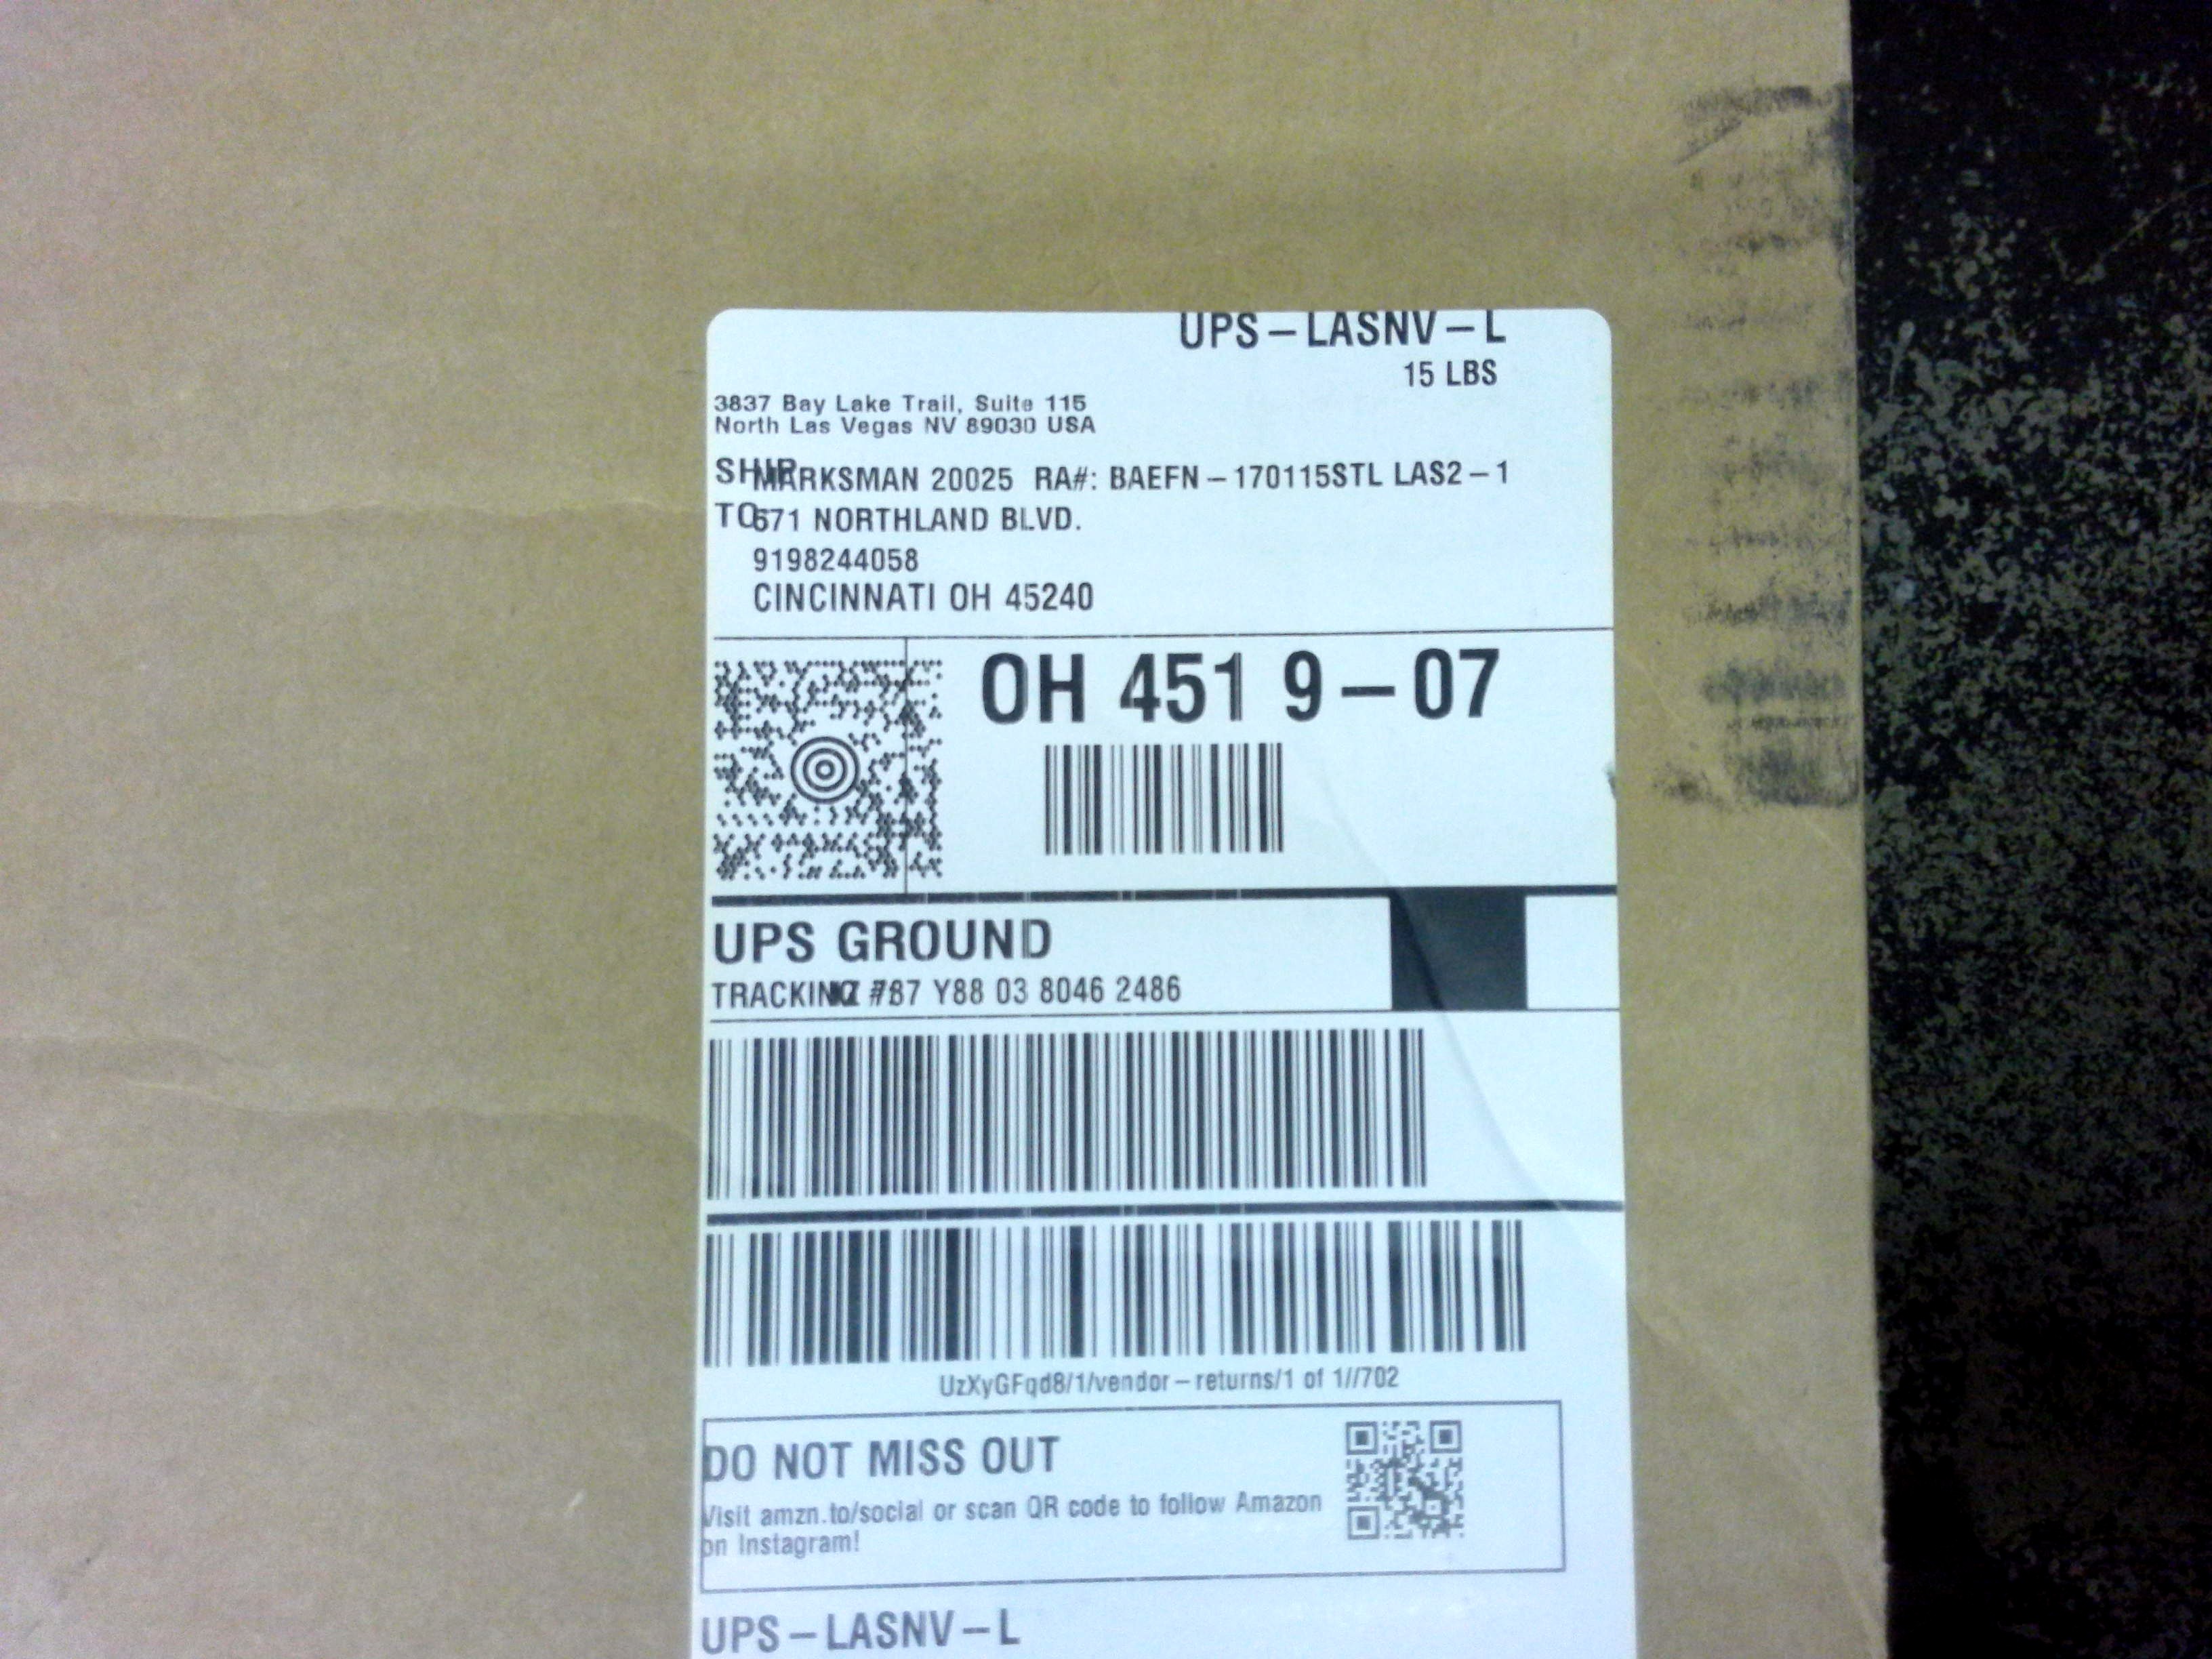 UPS-LASNV-L
15 LBS
3837 Bay Lake Trail, Suite 115
North Las Vegas NV 89030 USA
SHIP
MARKSMAN 20025 RA#: BAEFN-170115STL LAS2-1
TO
671 NORTHLAND BLVD.
9198244058
CINCINNATI OH 45240
OH 451 9-07
UPS GROUND
TRACKING #: 87 Y88 03 8046 2486
UzXyGFqd8/1/vendor-returns/1 of 1//702
DO NOT MISS OUT
Visit amzn.to/social or scan QR code to follow Amazon
on Instagram!
UPS-LASNV-L